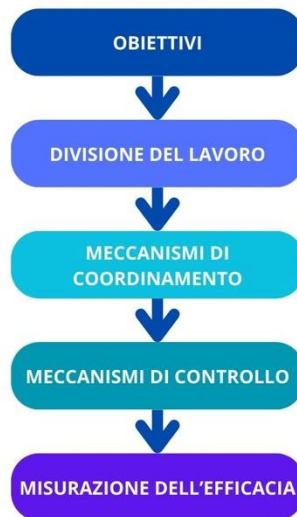 OBIETTIVI
DIVISIONE DEL LAVORO
MECCANISMI DI
COORDINAMENTO
MECCANISMI DI CONTROLLO
MISURAZIONE DELL'EFFICACIA